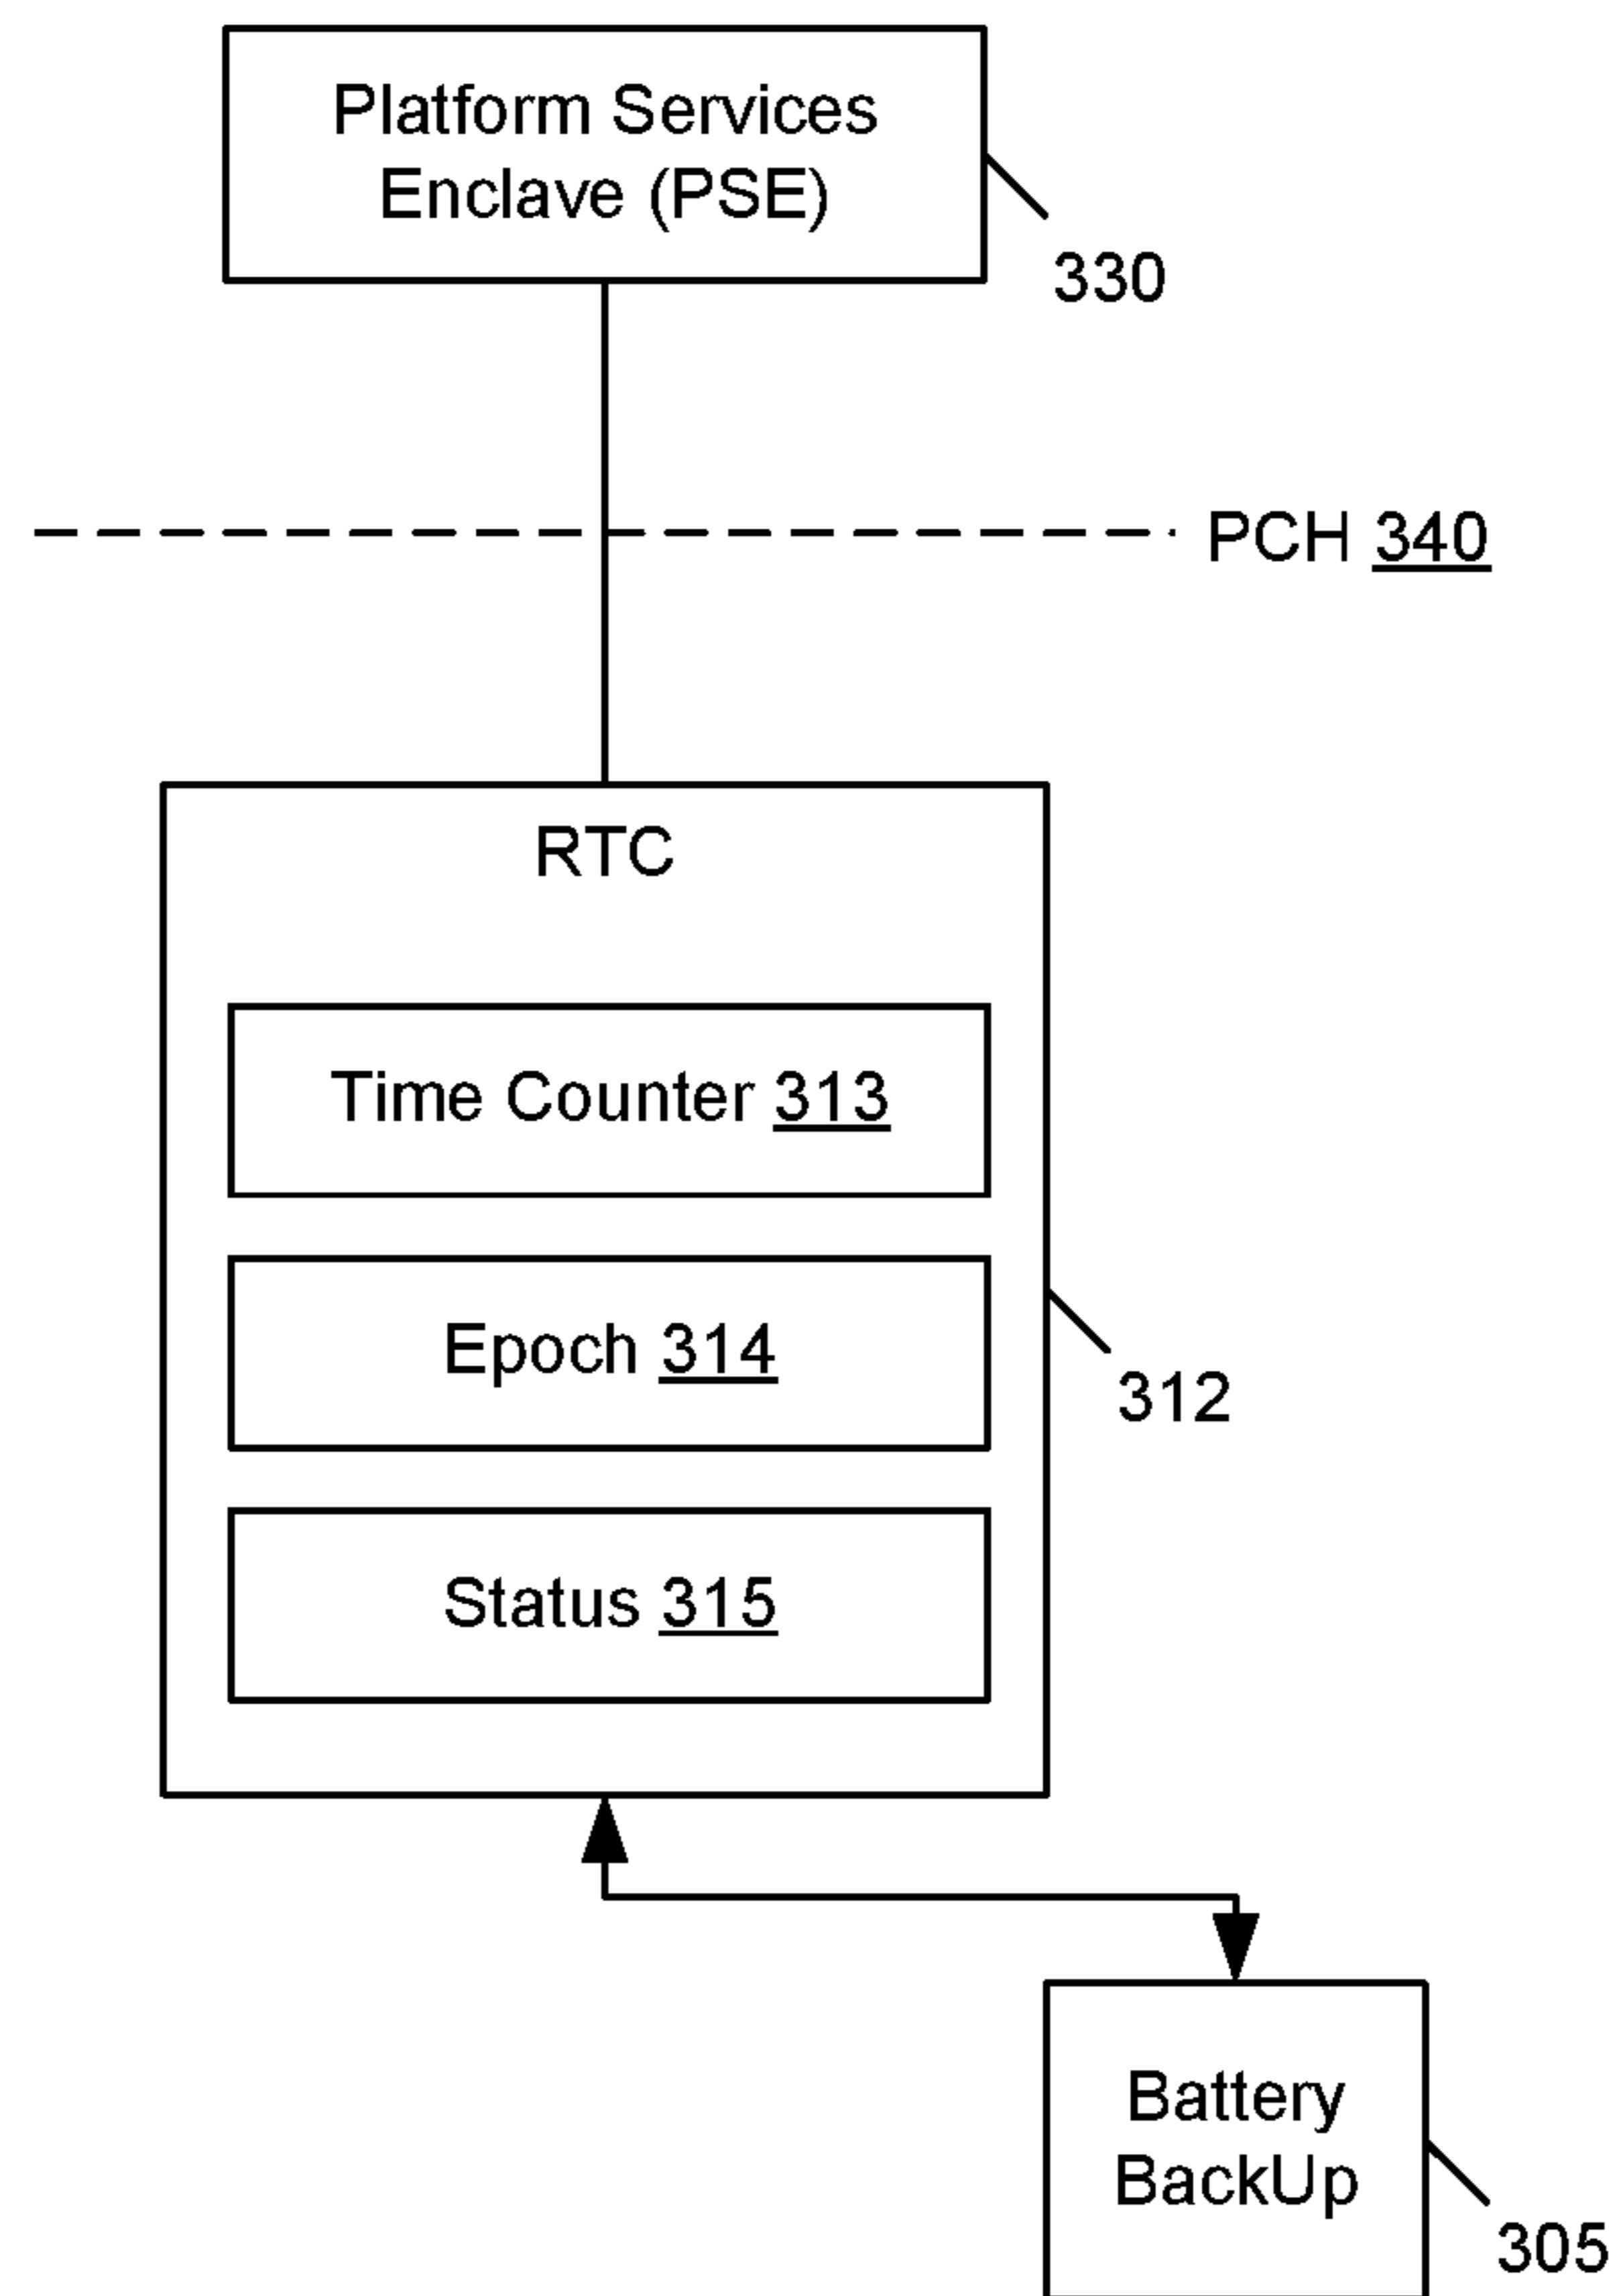 Platform Services
Enclave (PSE)
330
PCH 340
RTC
Time Counter 313
Epoch 314
312
Status 315
Battery
BackUp
305